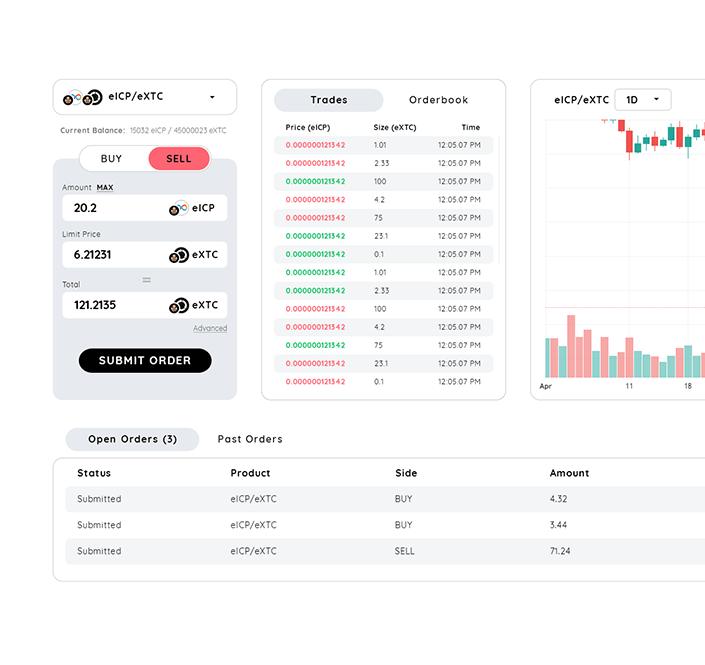 eICP/eXTC
Current Balance: 15032 eICP / 45000023 eXTC
BUY SELL
Amount MAX
20.2 eICP
Limit Price
6.21231 eXTC
Total
121.2135 eXTC
Advanced
SUBMIT ORDER
Trades Orderbook
Price (eICP) Size (eXTC) Time
0.000000121342 1.01 12:05:07 PM
0.000000121342 2.33 12:05:07 PM
0.000000121342 100 12:05:07 PM
0.000000121342 4.2 12:05:07 PM
0.000000121342 75 12:05:07 PM
0.000000121342 23.1 12:05:07 PM
0.000000121342 0.1 12:05:07 PM
0.000000121342 1.01 12:05:07 PM
0.000000121342 2.33 12:05:07 PM
0.000000121342 100 12:05:07 PM
0.000000121342 4.2 12:05:07 PM
0.000000121342 75 12:05:07 PM
0.000000121342 23.1 12:05:07 PM
0.000000121342 0.1 12:05:07 PM
eICP/eXTC 1D
Apr 11 18
Open Orders (3) Past Orders
Status Product Side Amount
Submitted eICP/eXTC BUY 4.32
Submitted eICP/eXTC BUY 3.44
Submitted eICP/eXTC SELL 71.24